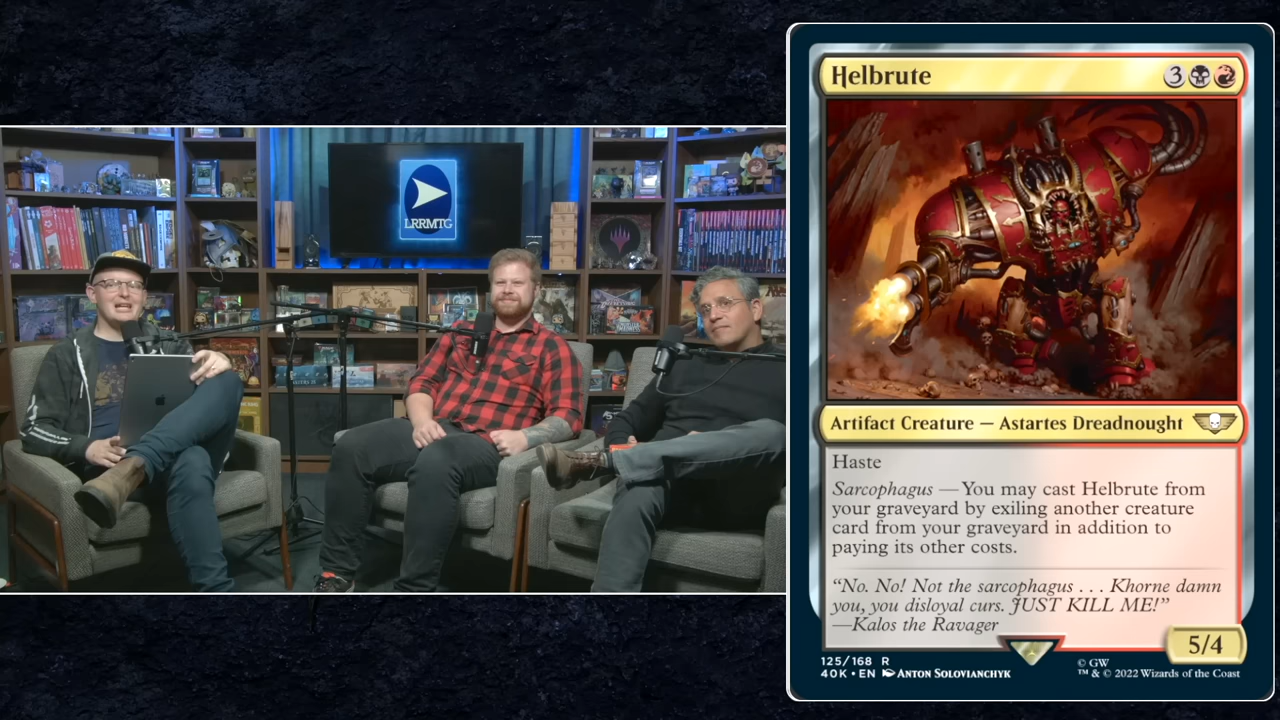 LRRMTG
Helbrute
3
Artifact Creature — Astartes Dreadnought
Haste
Sarcophagus — You may cast Helbrute from
your graveyard by exiling another creature
card from your graveyard in addition to
paying its other costs.
“No. No! Not the sarcophagus . . . Khorne damn
you, you disloyal curs. JUST KILL ME!”
—Kalos the Ravager
5/4
125/168 R
40K • EN ANTON SOLOVIANCHYK
© GW
™ & © 2022 Wizards of the Coast